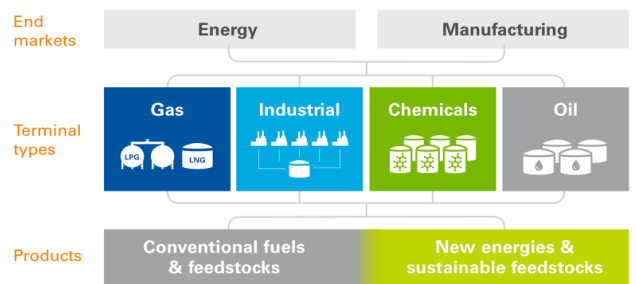 End
markets
Energy
Manufacturing
Terminal
types
Gas
Industrial
Chemicals
Oil
LPG
LNG
Products
Conventional fuels
& feedstocks
New energies &
sustainable feedstocks